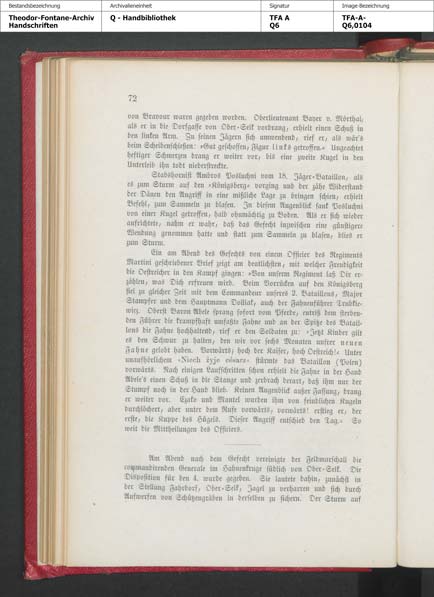 Bestandsbezeichnung
Archivalieneinheit
Signatur
Image-Bezeichnung
Theodor-Fontane-Archiv
Handschriften
Q - Handbibliothek
TFA A
Q6
TFA-A-
Q6,0104
72
von Bravour waren gegeben worden. Oberlieutenant Bayer v. Mörthal;
als er in die Dorfgasse von Ober-Selk vordrang, erhielt einen Schuß in
den linken Arm. Zu seinen Jägern sich umwendend, rief er, als wär's
beim Scheibenschießen: »Gut geschossen; Figur links getroffen.« Ungeachtet
heftiger Schmerzen drang er weiter vor, bis eine zweite Kugel in den
Unterleib ihn todt niederstreckte.
Stabshornist Ambros Posluchni vom 18. Jäger-Bataillon, als
es zum Sturm auf den »Königsberg« vorging und der zähe Widerstand
der Dänen den Angriff in eine mißliche Lage zu bringen schien, erhielt
Befehl, zum Sammeln zu blasen. In diesem Augenblick sank Posluchni
von einer Kugel getroffen, halb ohnmächtig zu Boden. Als er sich wieder
aufrichtete, nahm er wahr, daß das Gefecht inzwischen eine günstigere
Wendung genommen hatte und statt zum Sammeln zu blasen, blies er
zum Sturm.
Ein am Abend des Gefechts von einem Officier des Regiments
Martini geschriebener Brief zeigt am deutlichsten, mit welcher Freudigkeit
die Oestreicher in den Kampf gingen: »Von unserem Regiment laß Dir er-
zählen, was Dich erfreuen wird. Beim Vorrücken auf den Königsberg
fiel zu gleicher Zeit mit dem Commandeur unseres 2. Bataillons, Major
Stampfer und dem Hauptmann Dolliak, auch der Fahnenführer
wicz. Oberst Baron Abele sprang sofort vom Pferde, entriß dem sterben-
den Führer die krampfhaft umfaßte Fahne und an der Spitze des Batail-
lons die Fahne hochhaltend, rief er den Soldaten zu: »Jetzt Kinder gilt
es den Schwur zu halten, den wir vor sechs Monaten unsrer neuen
Fahne gelobt haben. Vorwärts; hoch der Kaiser, hoch Oestreich!« Unter
unaufhörlichem »Niech żyje césarz« stürmte das Bataillon (Polen)
vorwärts. Nach einigen Laufschritten schon erhielt die Fahne in der Hand
Abele's einen Schuß in die Stange und zerbrach derart, daß ihm nur der
Stumpf noch in der Hand blieb. Keinen Augenblick außer Fassung, drang
er weiter vor. Czako und Mantel wurden ihm von feindlichen Kugeln
durchlöchert, aber unter dem Rufe vorwärts, vorwärts! erstieg er, der
erste, die Kuppe des Hügels. Dieser Angriff entschied den Tag.« So
weit die Mittheilungen des Officiers.
Am Abend nach dem Gefecht vereinigte der Feldmarschall die
commandirenden Generale im Hahnenkruge südlich von Ober-Selk. Die
Disposition für den 4. wurde gegeben. Sie lautete dahin, zunächst in
der Stellung Fahrdorf, Ober-Selk, Jagel zu verharren und sich durch
Aufwerfen von Schützengräben in derselben zu sichern. Der Sturm auf